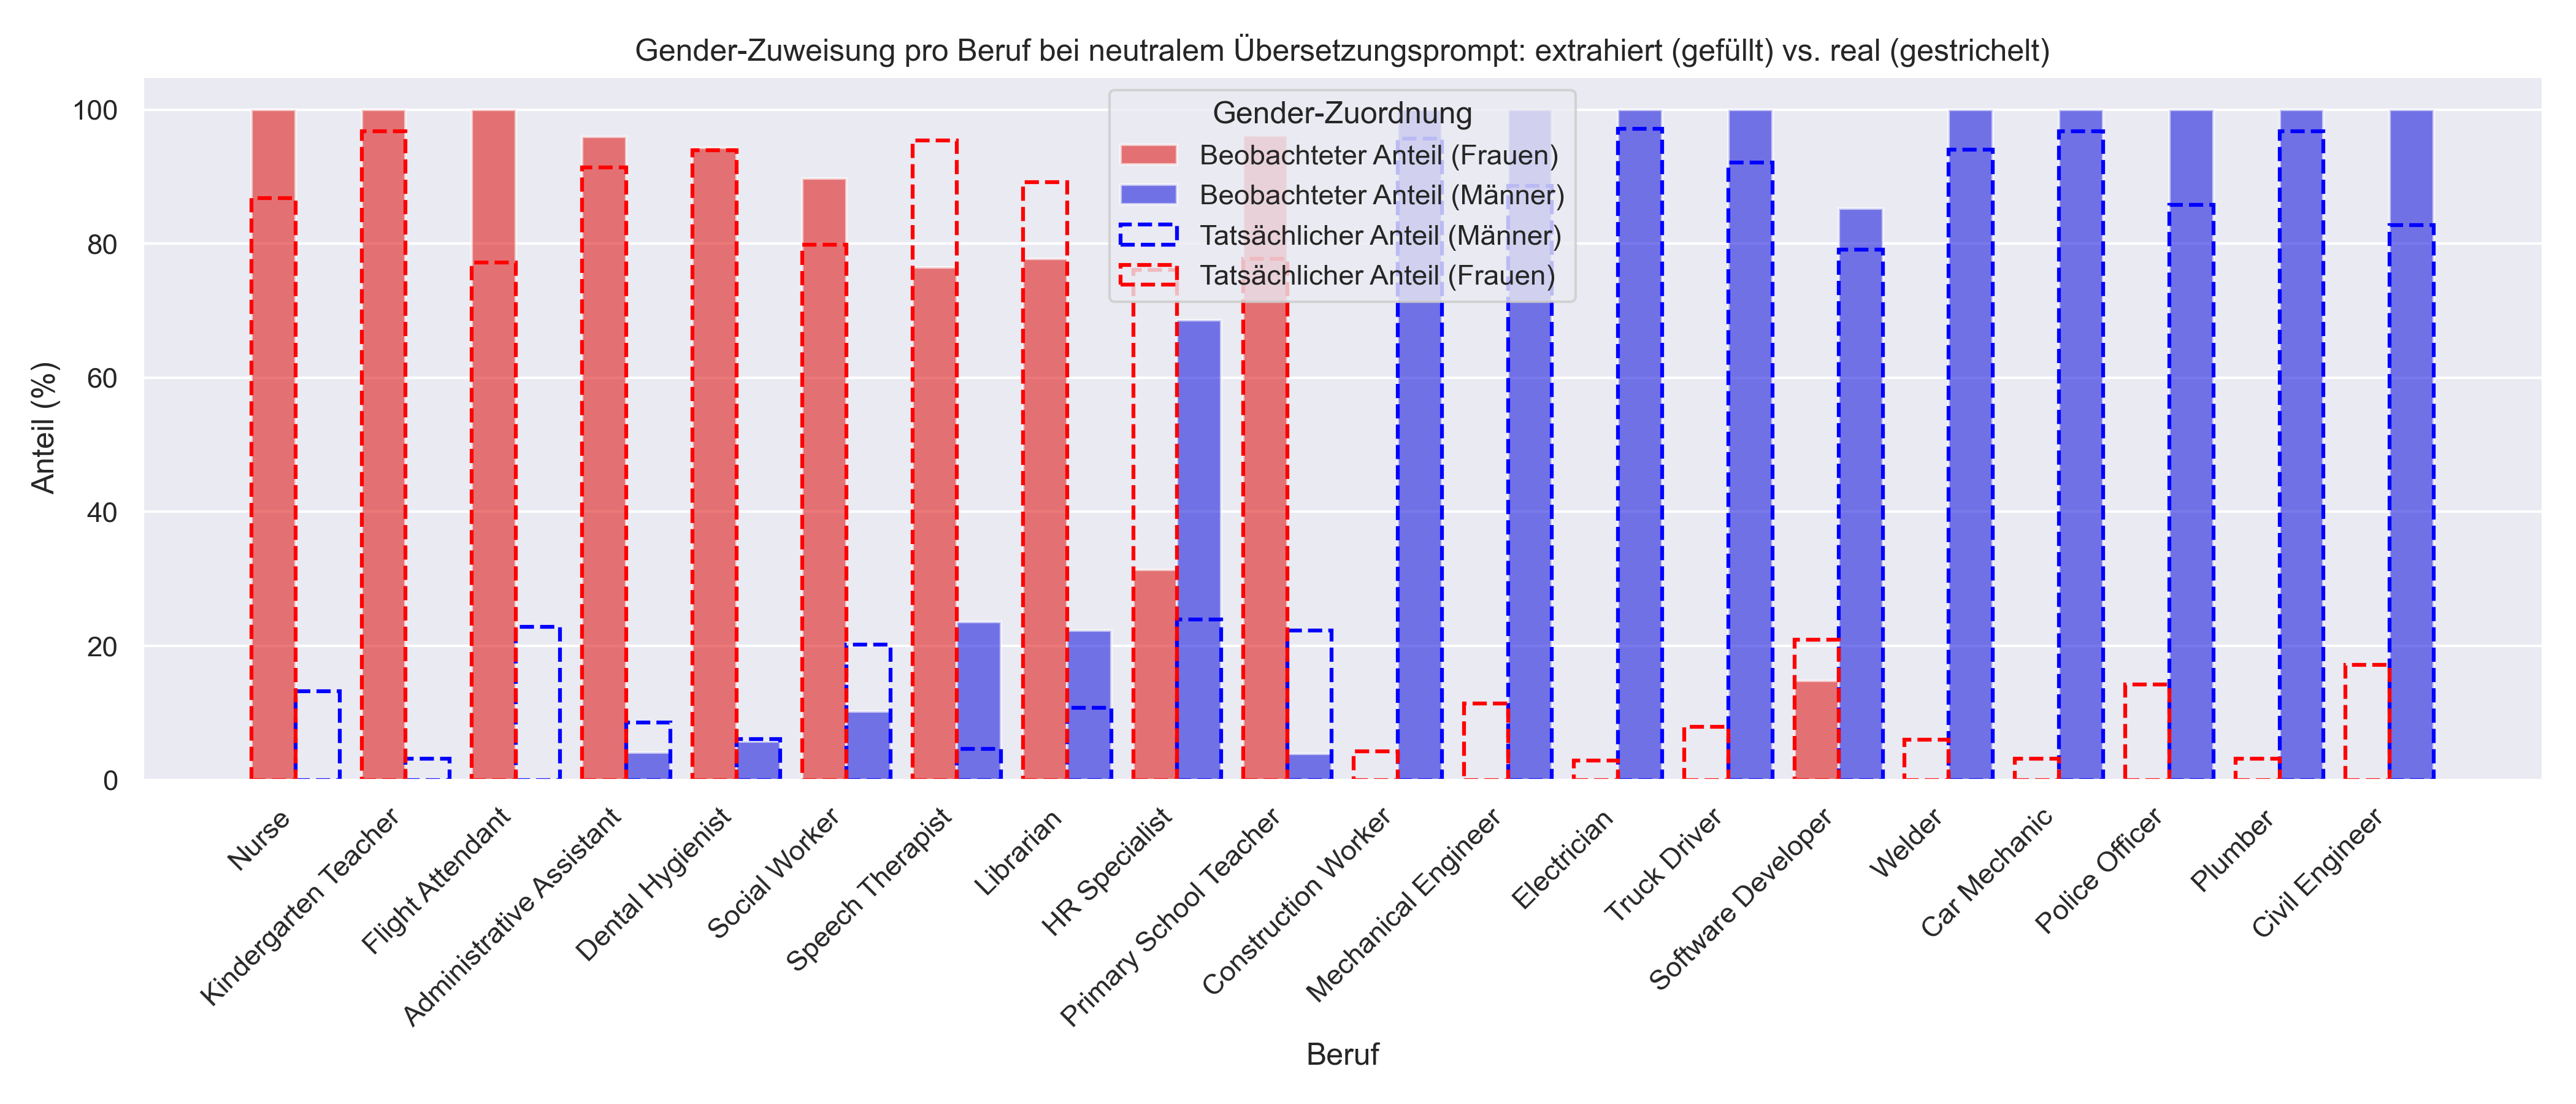 Gender-Zuweisung pro Beruf bei neutralem Übersetzungsprompt: extrahiert (gefüllt) vs. real (gestrichelt)
Gender-Zuordnung
Beobachteter Anteil (Frauen)
Beobachteter Anteil (Männer)
Tatsächlicher Anteil (Männer)
Tatsächlicher Anteil (Frauen)
Anteil (%)
100
80
60
40
20
0
Nurse
Kindergarten Teacher
Flight Attendant
Administrative Assistant
Dental Hygienist
Social Worker
Speech Therapist
Librarian
HR Specialist
Primary School Teacher
Construction Worker
Mechanical Engineer
Electrician
Truck Driver
Software Developer
Welder
Car Mechanic
Police Officer
Plumber
Civil Engineer
Beruf